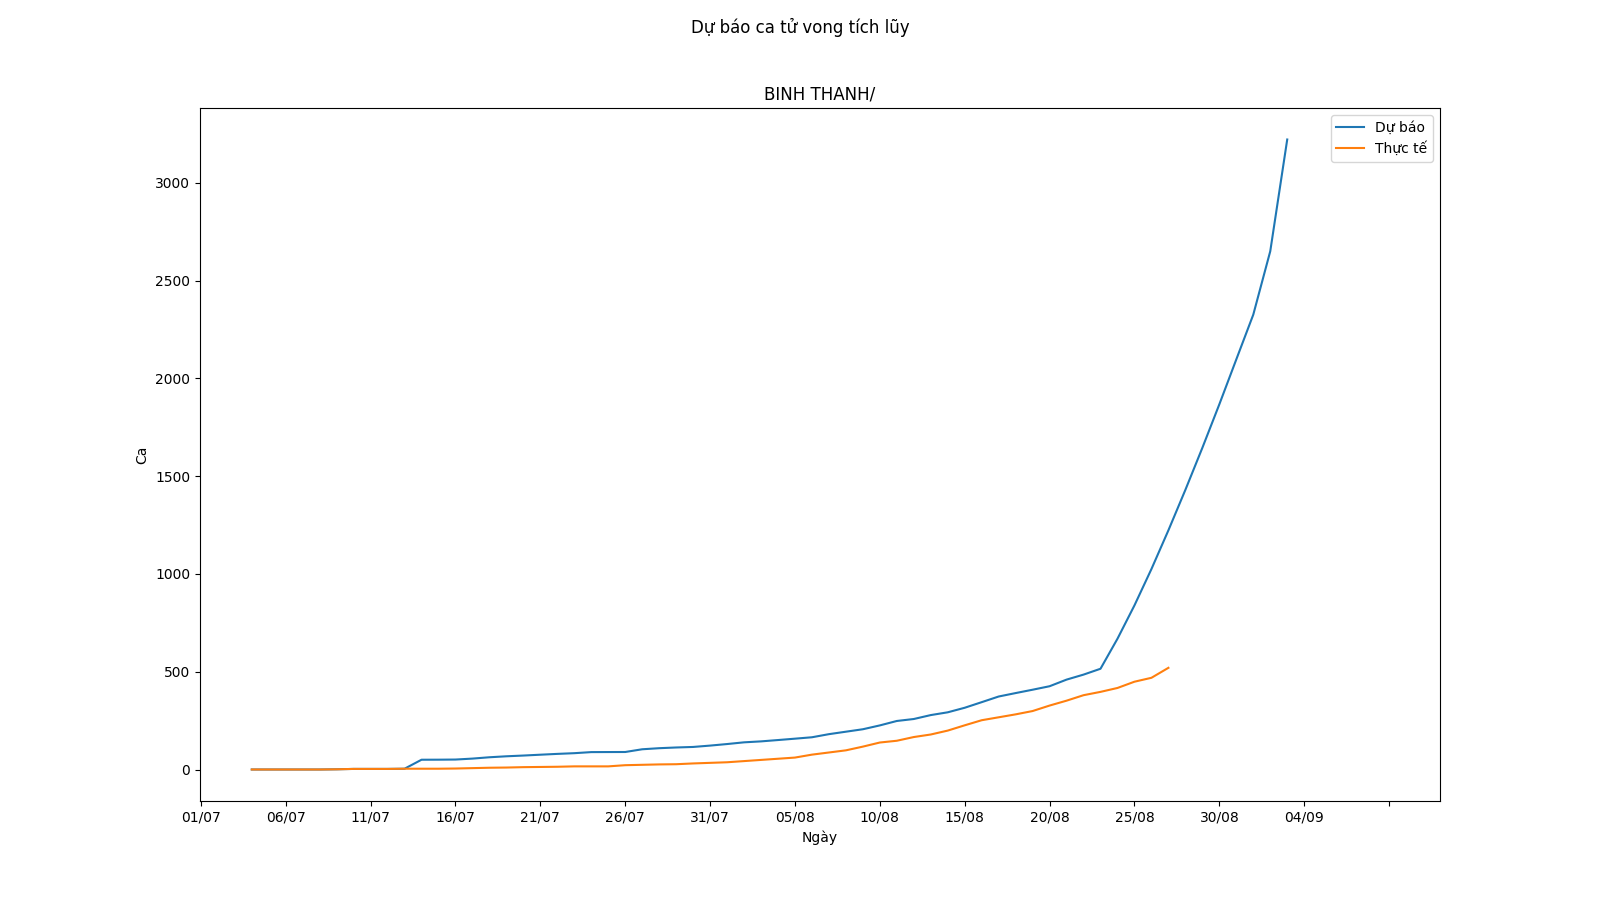 Dự báo ca tử vong tích lũy
BINH THANH/
Dự báo
Thực tế
3000
2500
2000
1500
1000
500
0
Ca
01/07 06/07 11/07 16/07 21/07 26/07 31/07 05/08 10/08 15/08 20/08 25/08 30/08 04/09
Ngày